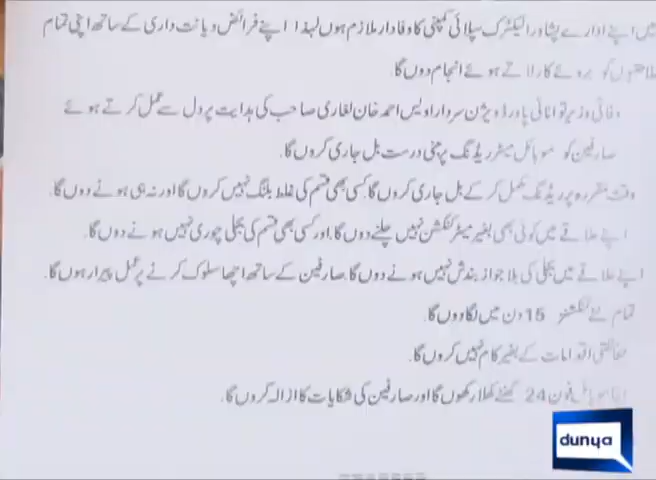 میں اپنے ادارے پشاور الیکٹرک سپلائی کمپنی کا وفادار ملازم ہوں لہذا اپنے فرائض دیانت داری کے ساتھ اپنی تمام
صلاحیتوں کو بروئے کار لاتے ہوئے انجام دوں گا۔
وفاقی وزیر توانائی پاور ڈویژن سردار اویس احمد خان لغاری صاحب کی ہدایت پر دل سے عمل کرتے ہوئے
صارفین کو موبائل میٹر ریڈنگ پر مبنی درست بل جاری کروں گا۔
وقت مقررہ پر ریڈنگ مکمل کر کے بل جاری کروں گا۔ کسی بھی قسم کی غلط بلنگ نہیں کروں گا اور نہ ہی ہونے دوں گا۔
اپنے علاقے میں کوئی بھی بغیر میٹر کنکشن نہیں چلنے دوں گا۔ اور کسی بھی قسم کی بجلی چوری نہیں ہونے دوں گا۔
اپنے علاقے میں بجلی کی بلا جواز بندش نہیں ہونے دوں گا۔ صارفین کے ساتھ اچھا سلوک کرنے پر عمل پیرار ہوں گا۔
تمام نئے کنکشنز 15 دن میں لگاووں گا۔
حفاظتی اقدامات کے بغیر کام نہیں کروں گا۔
اپنا موبائل فون 24 گھنٹے کھلا رکھوں گا اور صارفین کی شکایات کا ازالہ کروں گا۔
dunya